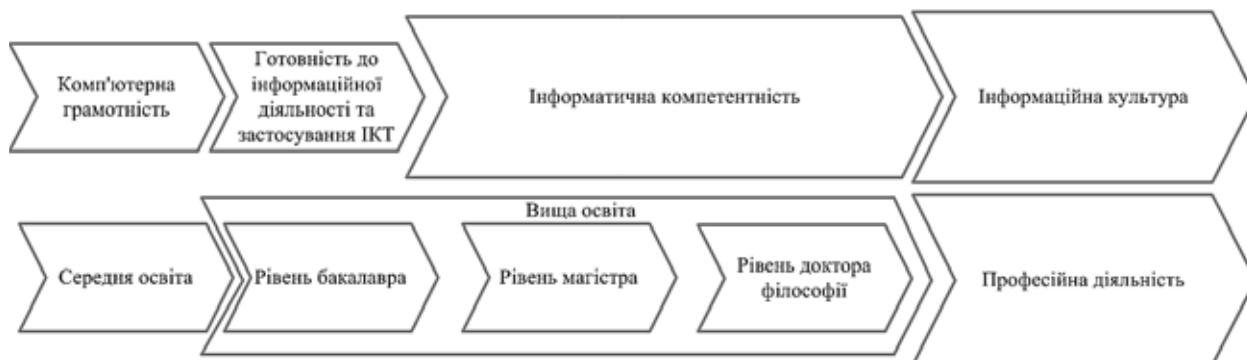 Комп'ютерна
грамотність
Готовність до
інформаційної
діяльності та
застосування ІКТ
Інформатична компетентність
Інформаційна культура
Вища освіта
Середня освіта
Рівень бакалавра
Рівень магістра
Рівень доктора
філософії
Професійна діяльність